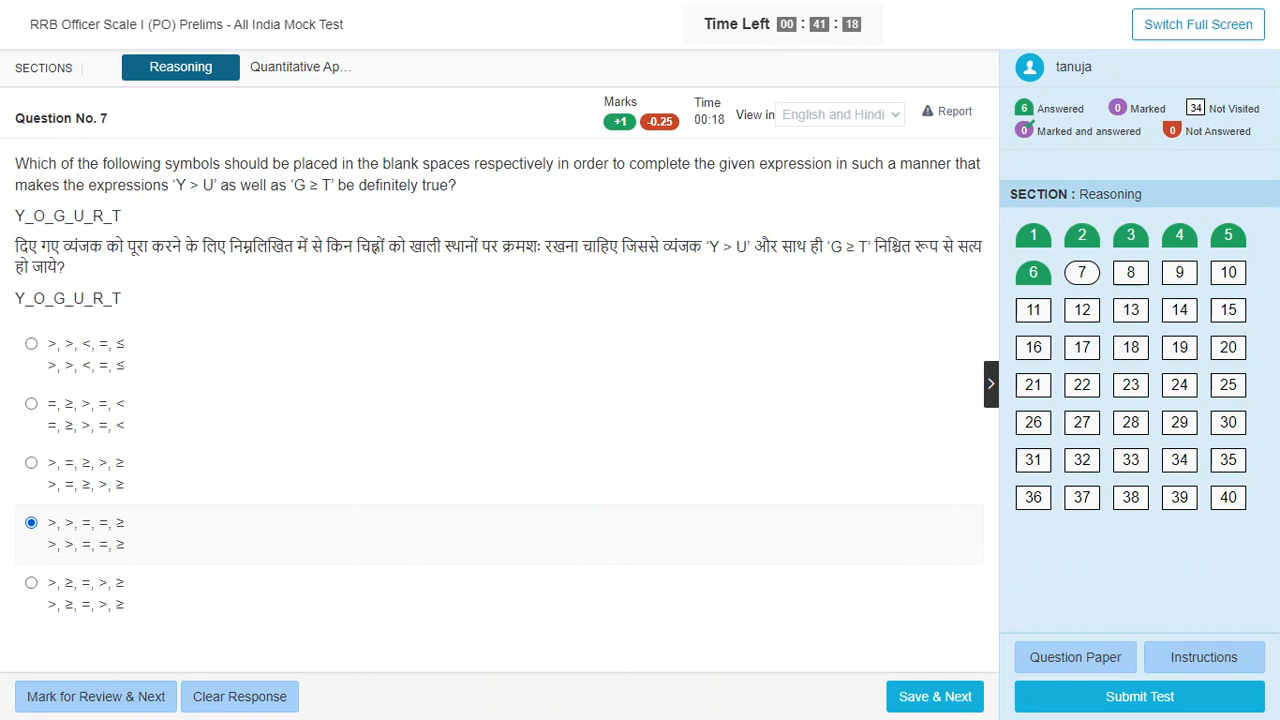 RRB Officer Scale I (PO) Prelims - All India Mock Test
Time Left 00 : 41 : 18
Switch Full Screen
SECTIONS
Reasoning
Quantitative Ap...
tanuja
Question No. 7
Marks
+1 -0.25
Time
00:18
View in English and Hindi
Report
6 Answered
0 Marked
34 Not Visited
0 Marked and answered
0 Not Answered
Which of the following symbols should be placed in the blank spaces respectively in order to complete the given expression in such a manner that
makes the expressions ‘Y > U’ as well as ‘G ≥ T’ be definitely true?
Y_O_G_U_R_T
दिए गए व्यंजक को पूरा करने के लिए निम्नलिखित में से किन चिह्नों को खाली स्थानों पर क्रमशः रखना चाहिए जिससे व्यंजक ‘Y > U’ और साथ ही ‘G ≥ T’ निश्चित रूप से सत्य
हो जाये?
Y_O_G_U_R_T
>, >, <, =, ≤
>, >, <, =, ≤
=, ≥, >, =, <
=, ≥, >, =, <
>, =, ≥, >, ≥
>, =, ≥, >, ≥
>, >, =, =, ≥
>, >, =, =, ≥
>, ≥, =, >, ≥
>, ≥, =, >, ≥
SECTION : Reasoning
1 2 3 4 5
6 7 8 9 10
11 12 13 14 15
16 17 18 19 20
21 22 23 24 25
26 27 28 29 30
31 32 33 34 35
36 37 38 39 40
Question Paper
Instructions
Mark for Review & Next
Clear Response
Save & Next
Submit Test